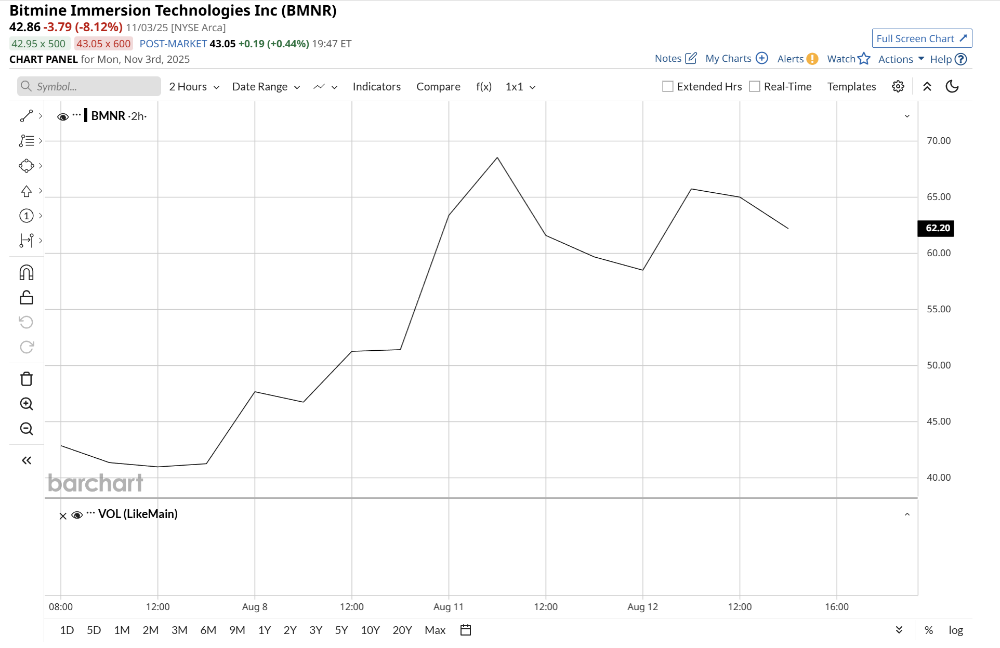 Bitmine Immersion Technologies Inc (BMNR)
42.86 -3.79 (-8.12%) 11/03/25 [NYSE Arca]
42.95 x 500 43.05 x 600 POST-MARKET 43.05 +0.19 (+0.44%) 19:47 ET
Full Screen Chart
CHART PANEL for Mon, Nov 3rd, 2025
Notes My Charts Alerts Watch Actions Help
Symbol... 2 Hours Date Range Indicators Compare f(x) 1x1 Extended Hrs Real-Time Templates
BMNR ·2h·
70.00
65.00
62.20
60.00
55.00
50.00
45.00
40.00
1
barchart
VOL (LikeMain)
08:00 12:00 Aug 8 12:00 Aug 11 12:00 Aug 12 12:00 16:00
1D 5D 1M 2M 3M 6M 9M 1Y 2Y 3Y 5Y 10Y 20Y Max % log